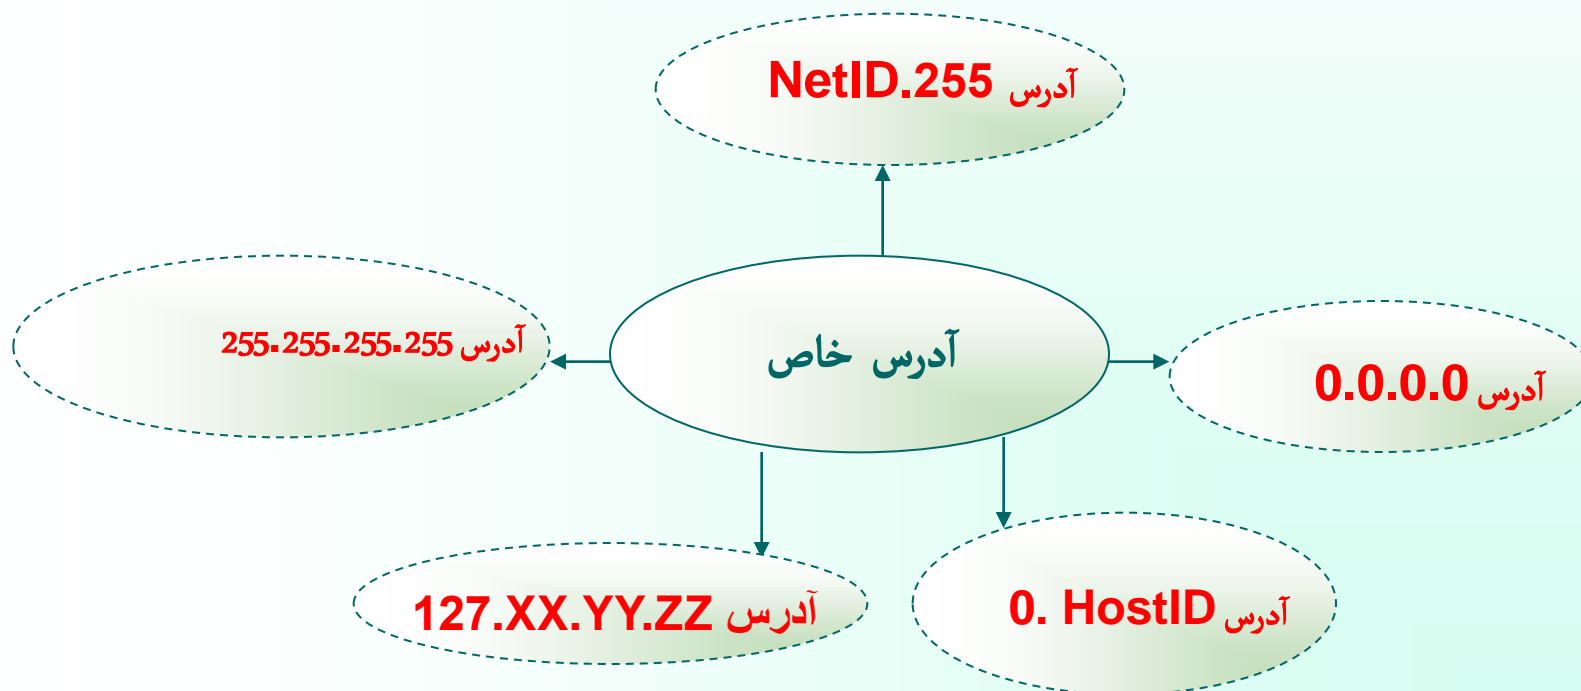 آدرس NetID.255
آدرس 255.255.255.255
آدرس خاص
آدرس 0.0.0.0
آدرس 127.XX.YY.ZZ
آدرس 0. HostID